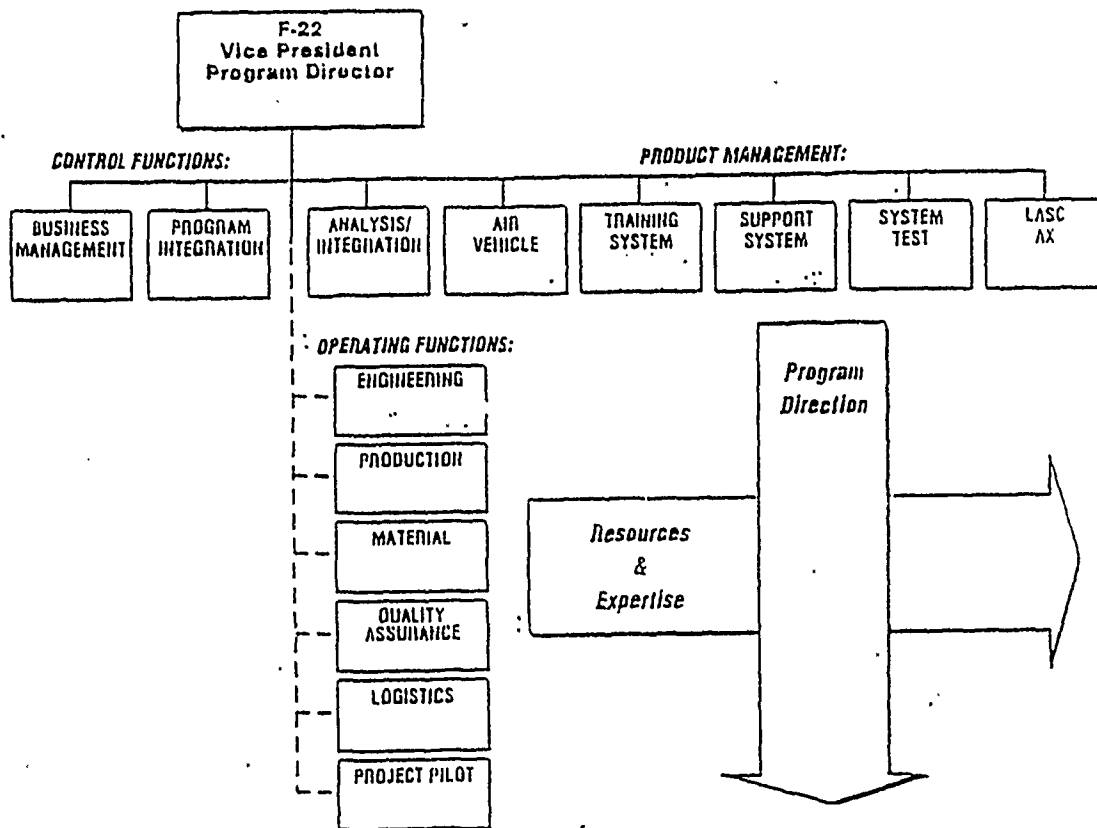 F-22
Vice President
Program Director
CONTROL FUNCTIONS:
PRODUCT MANAGEMENT:
BUSINESS
MANAGEMENT
PROGRAM
INTEGRATION
ANALYSIS/
INTEGRATION
AIR
VEHICLE
TRAINING
SYSTEM
SUPPORT
SYSTEM
SYSTEM
TEST
LASC
AX
OPERATING FUNCTIONS:
ENGINEERING
PRODUCTION
MATERIAL
QUALITY
ASSURANCE
LOGISTICS
PROJECT PILOT
Program
Direction
Resources
&
Expertise